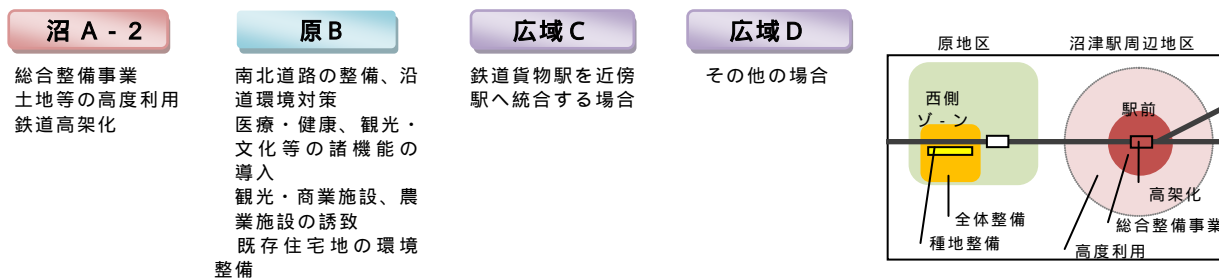 沼A-2
総合整備事業
土地等の高度利用
鉄道高架化
原B
南北道路の整備、沿
道環境対策
医療・健康、観光・
文化等の諸機能の
導入
観光・商業施設、農
業施設の誘致
既存住宅地の環境
整備
広域C
鉄道貨物駅を近傍
駅へ統合する場合
広域D
その他の場合
原地区
沼津駅周辺地区
西側
ゾ-ン
駅前
高架化
全体整備
総合整備事業
種地整備
高度利用